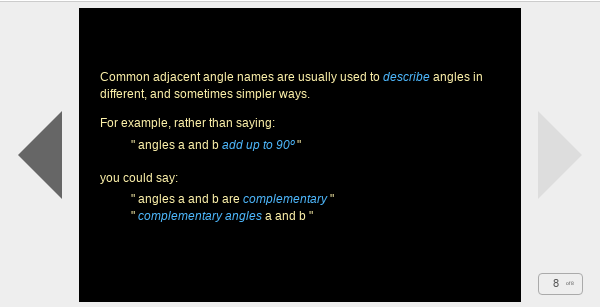 Common adjacent angle names are usually used to describe angles in
different, and sometimes simpler ways.
For example, rather than saying:
" angles a and b add up to 90º "
you could say:
" angles a and b are complementary "
" complementary angles a and b "
8 of 8